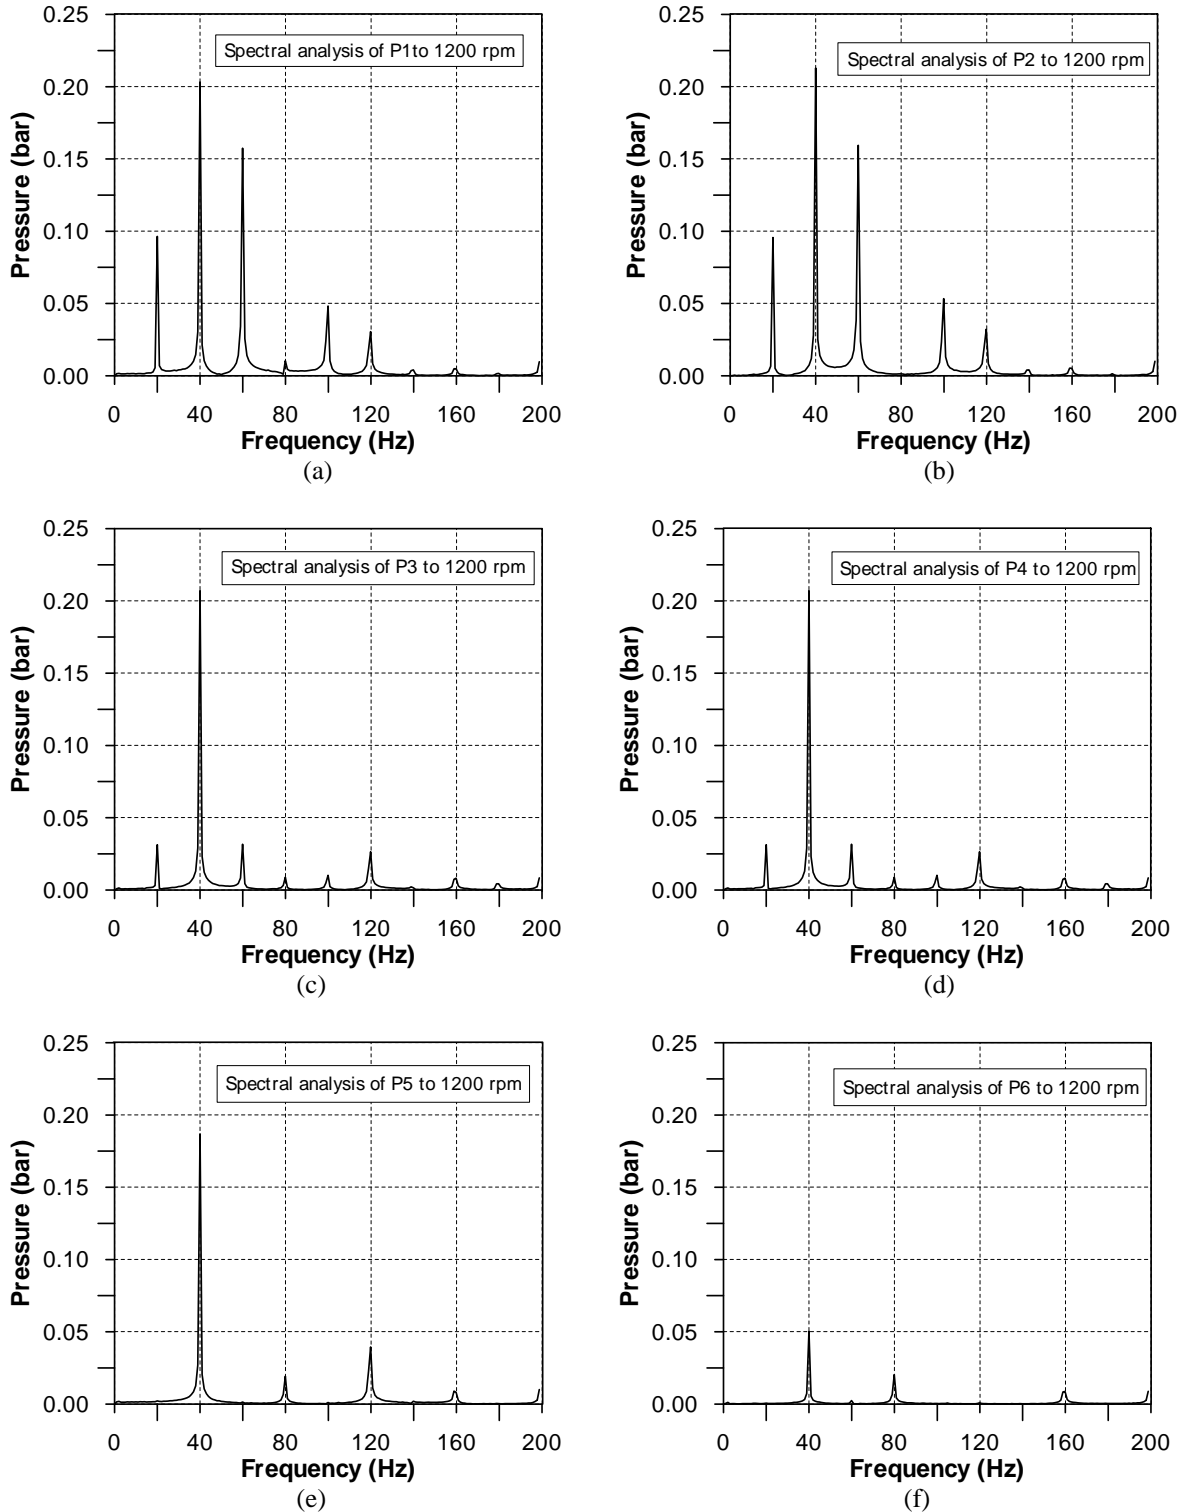 Spectral analysis of P1to 1200 rpm
Pressure (bar)
0.25
0.20
0.15
0.10
0.05
0.00
0 40 80 120 160 200
Frequency (Hz)
(a)
Spectral analysis of P2 to 1200 rpm
Pressure (bar)
0.25
0.20
0.15
0.10
0.05
0.00
0 40 80 120 160 200
Frequency (Hz)
(b)
Spectral analysis of P3 to 1200 rpm
Pressure (bar)
0.25
0.20
0.15
0.10
0.05
0.00
0 40 80 120 160 200
Frequency (Hz)
(c)
Spectral analysis of P4 to 1200 rpm
Pressure (bar)
0.25
0.20
0.15
0.10
0.05
0.00
0 40 80 120 160 200
Frequency (Hz)
(d)
Spectral analysis of P5 to 1200 rpm
Pressure (bar)
0.25
0.20
0.15
0.10
0.05
0.00
0 40 80 120 160 200
Frequency (Hz)
(e)
Spectral analysis of P6 to 1200 rpm
Pressure (bar)
0.25
0.20
0.15
0.10
0.05
0.00
0 40 80 120 160 200
Frequency (Hz)
(f)